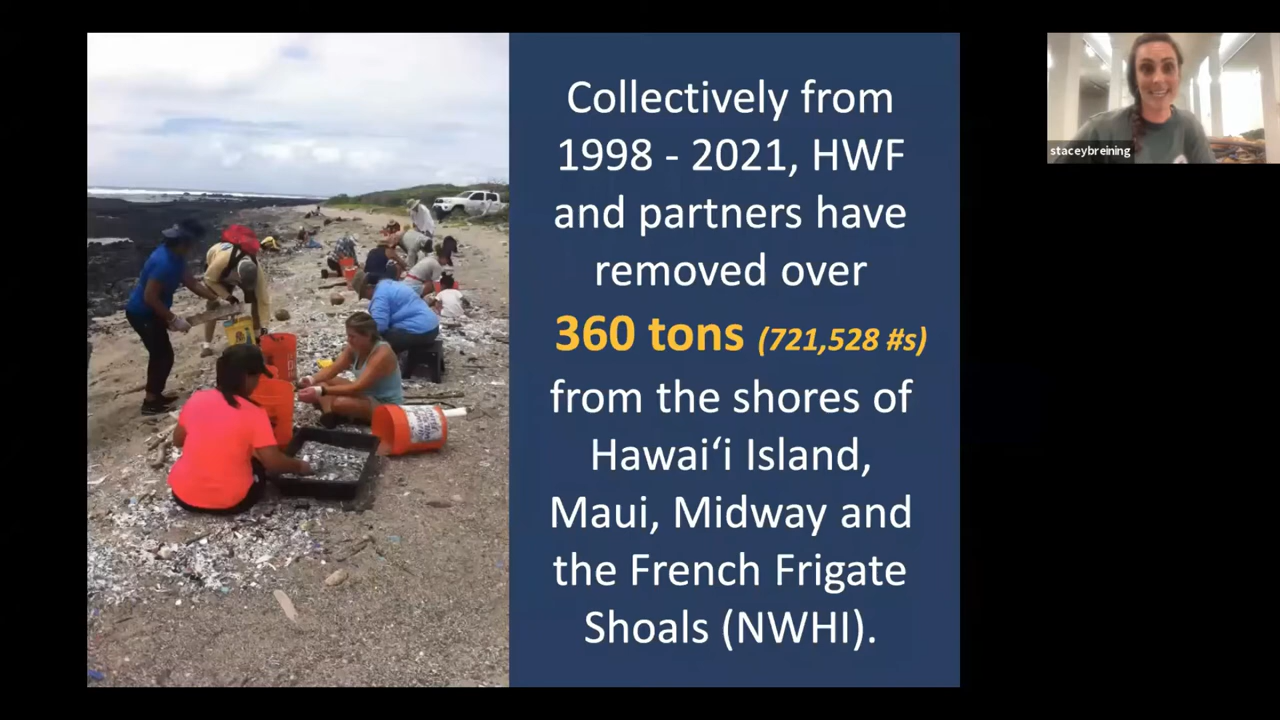 Collectively from
1998 - 2021, HWF
and partners have
removed over
360 tons (721,528 #s)
from the shores of
Hawaiʻi Island,
Maui, Midway and
the French Frigate
Shoals (NWHI).
staceybreining